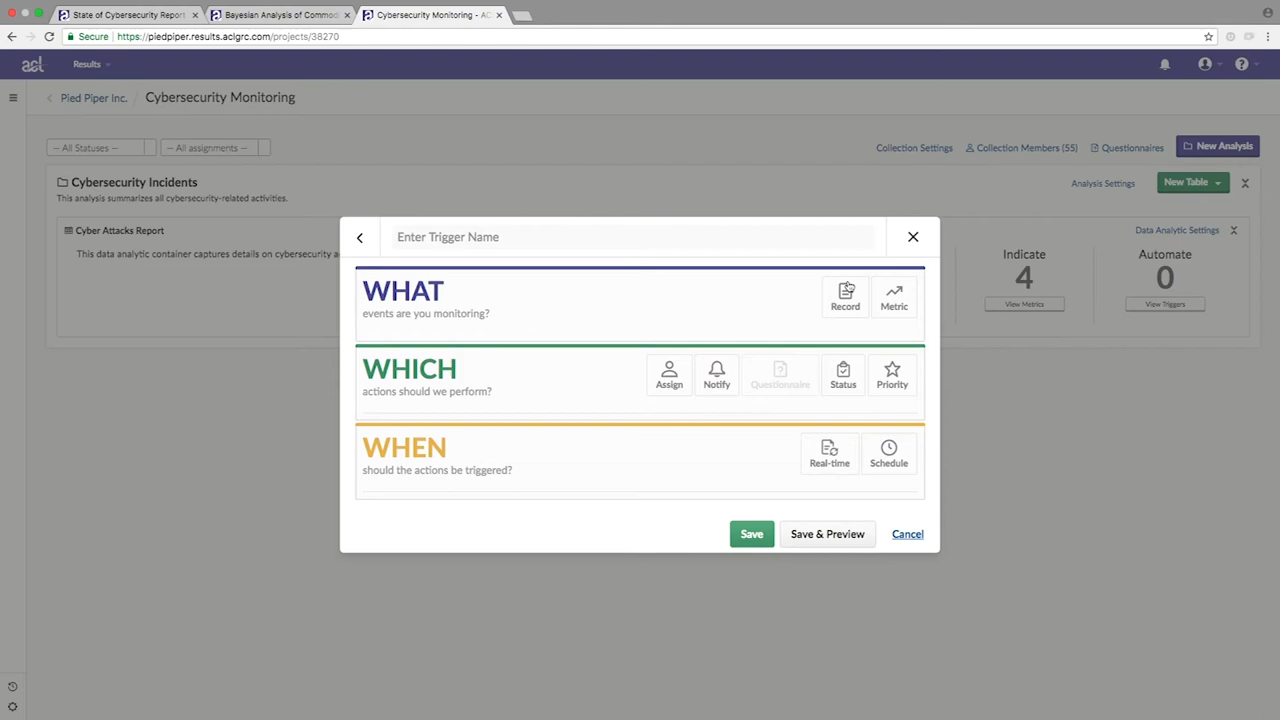 State of Cybersecurity Report
Bayesian Analysis of Commod
Cybersecurity Monitoring - AC
Secure
https://piedpiper.results.aclgrc.com/projects/38270
acl
Results
Pied Piper Inc. / Cybersecurity Monitoring
-- All Statuses --
-- All assignments --
Collection Settings
Collection Members (55)
Questionnaires
New Analysis
Cybersecurity Incidents
This analysis summarizes all cybersecurity-related activities.
Analysis Settings
New Table
Cyber Attacks Report
This data analytic container captures details on cybersecurity a
Data Analytic Settings
Indicate
4
View Metrics
Automate
0
View Triggers
Enter Trigger Name
WHAT
events are you monitoring?
Record
Metric
WHICH
actions should we perform?
Assign
Notify
Questionnaire
Status
Priority
WHEN
should the actions be triggered?
Real-time
Schedule
Save
Save & Preview
Cancel